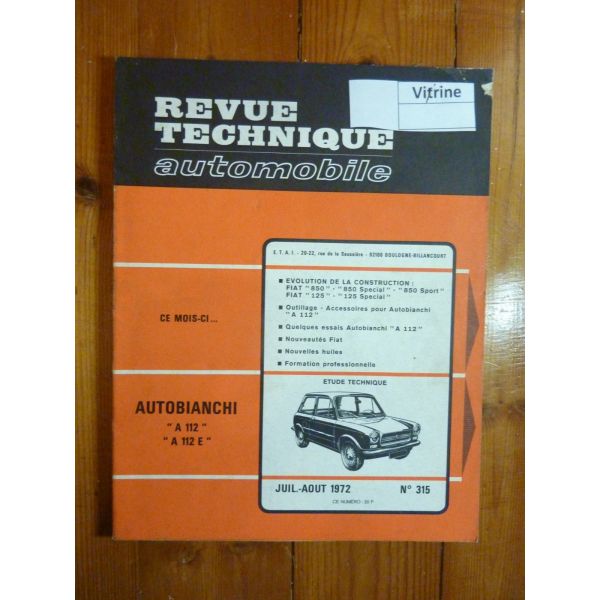 Vitrine
REVUE
TECHNIQUE
automobile
E. T. A. I. - 20-22, rue de la Saussière - 92100 BOULOGNE-BILLANCOURT
EVOLUTION DE LA CONSTRUCTION :
FIAT "850" - "850 Special" - "850 Sport"
FIAT "125" - "125 Special"
Outillage - Accessoires pour Autobianchi
"A 112"
Quelques essais Autobianchi "A 112"
Nouveautés Fiat
Nouvelles huiles
Formation professionnelle
CE MOIS-CI...
ETUDE TECHNIQUE
AUTOBIANCHI
"A 112"
"A 112 E"
JUIL.-AOUT 1972 N° 315
CE NUMÉRO :